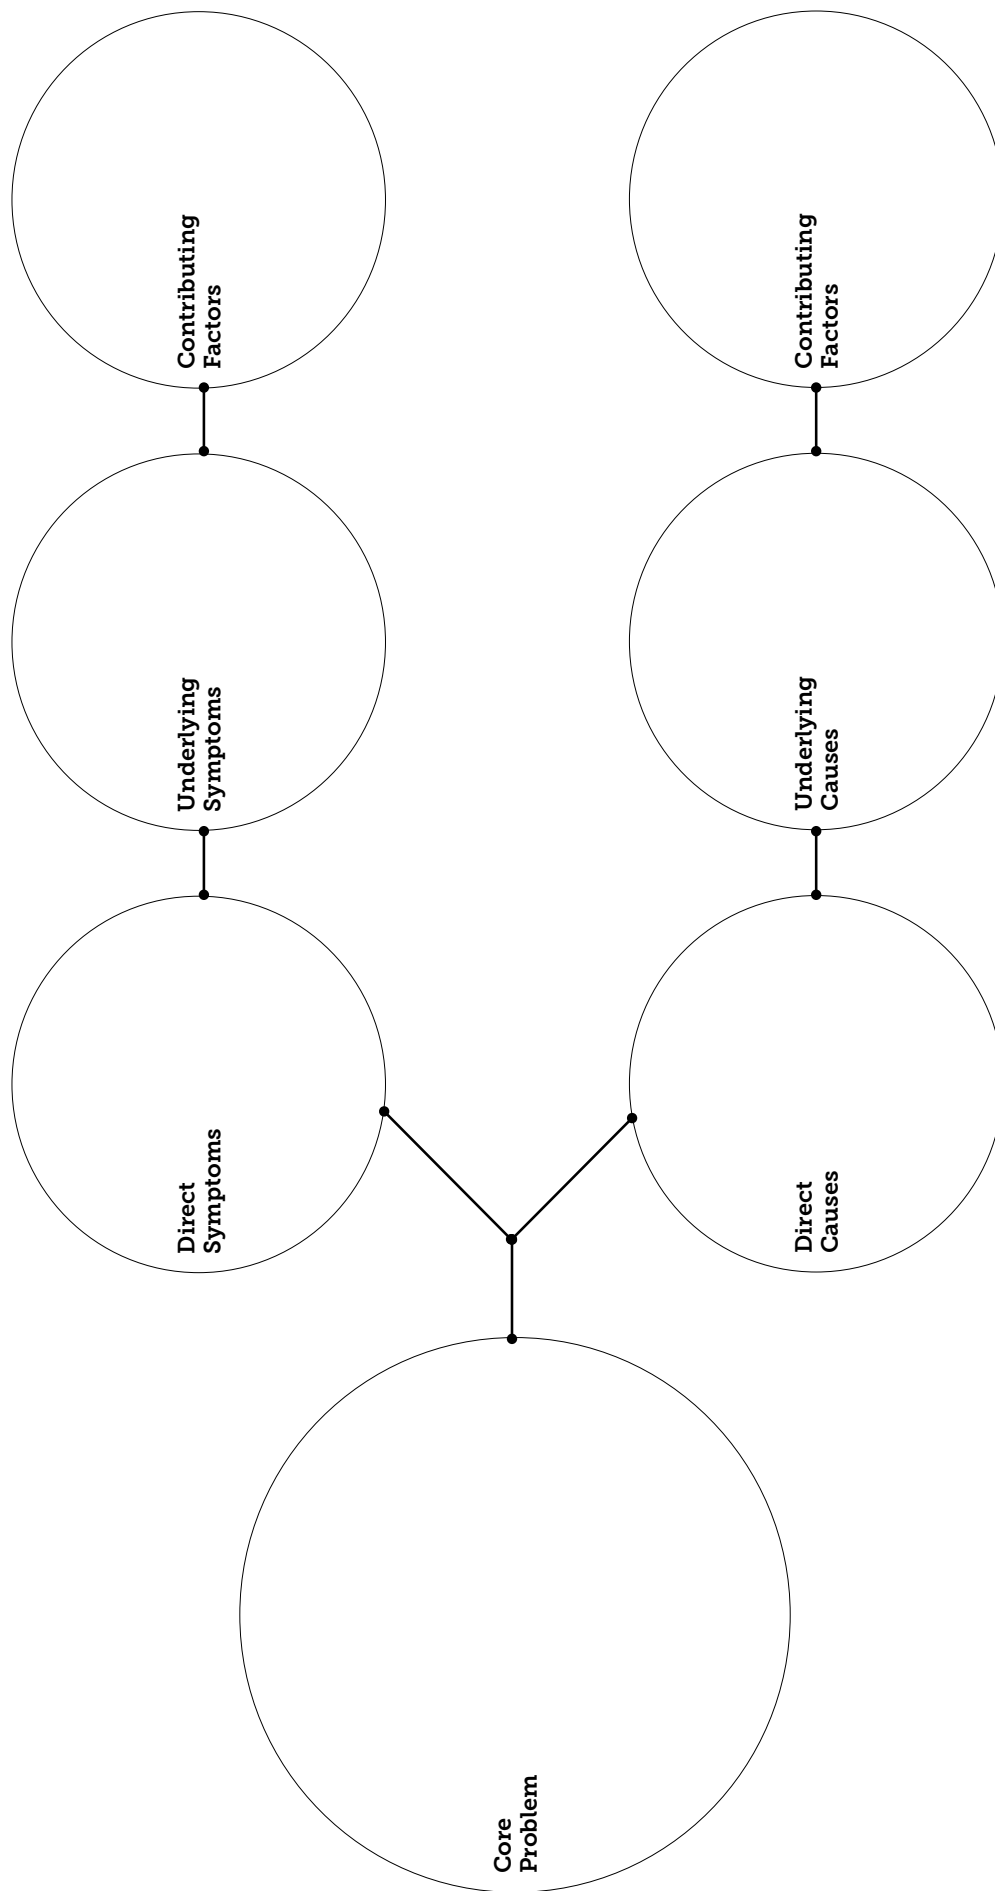 Core
Problem
Direct
Symptoms
Underlying
Symptoms
Contributing
Factors
Direct
Causes
Underlying
Causes
Contributing
Factors